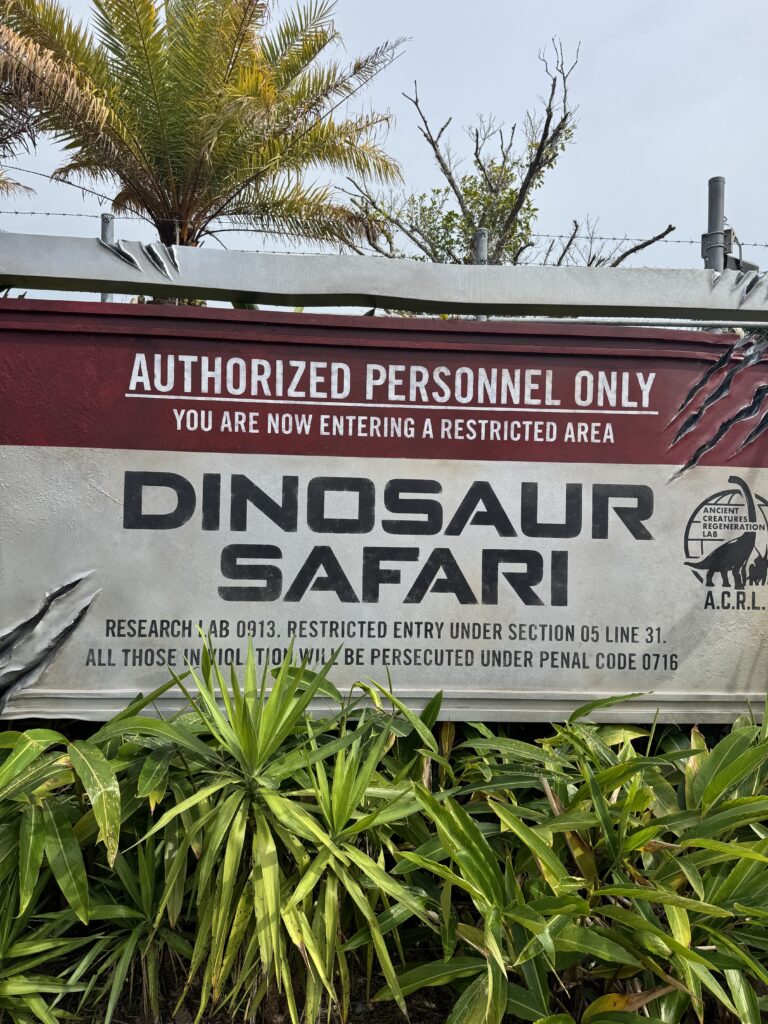 AUTHORIZED PERSONNEL ONLY
YOU ARE NOW ENTERING A RESTRICTED AREA
DINOSAUR
SAFARI
ANCIENT
CREATURES
REGENERATION
LAB
A.C.R.L.
RESEARCH LAB 0913. RESTRICTED ENTRY UNDER SECTION 05 LINE 31.
ALL THOSE IN VIOLATION WILL BE PERSECUTED UNDER PENAL CODE 0716